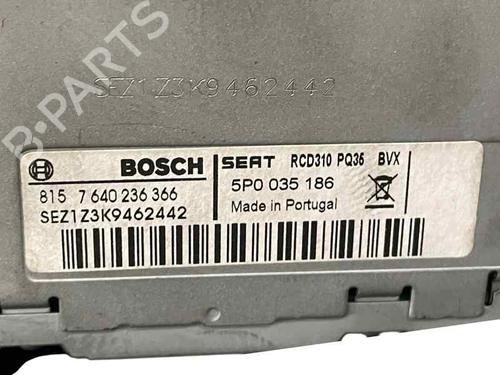 SEZ1Z3K9462442
BOSCH SEAT RCD310 PQ35 BVX
815 7 640 236 366 5P0 035 186
SEZ1Z3K9462442 Made in Portugal
B-PARTS